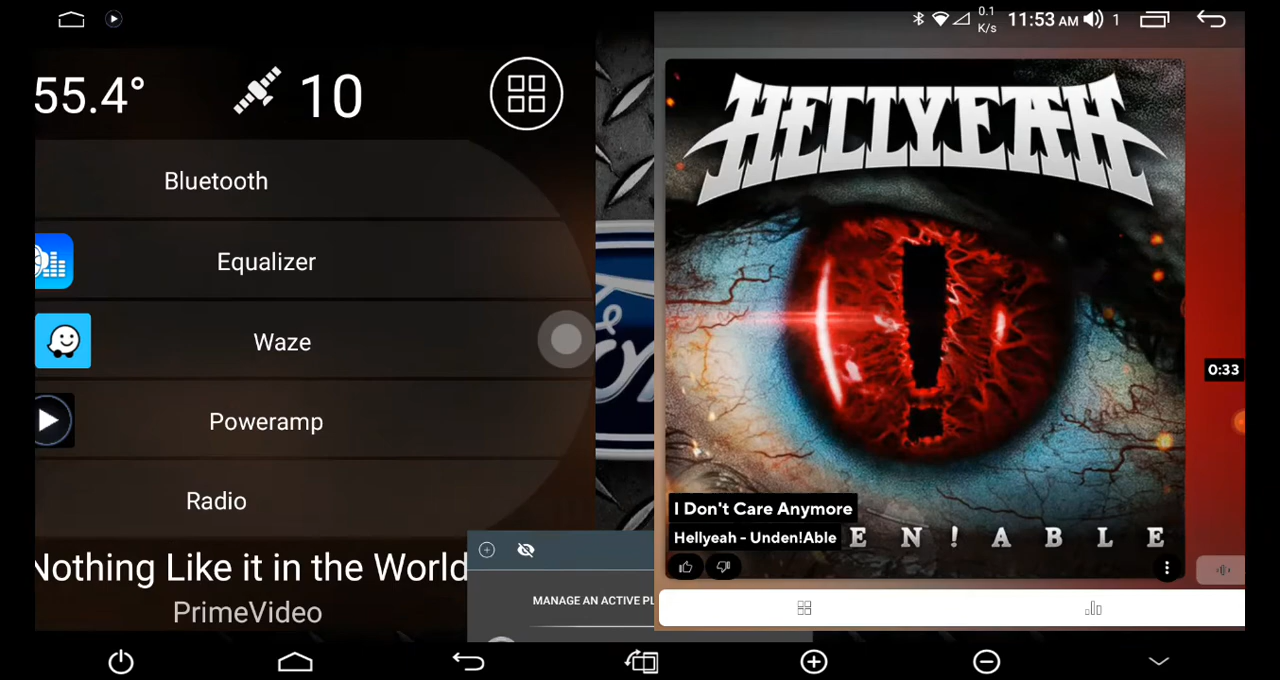 0.1
K/s
11:53 AM
1
55.4°
10
Bluetooth
Equalizer
Waze
Poweramp
Radio
Nothing Like it in the World
PrimeVideo
MANAGE AN ACTIVE PL
HELLYEAH
0:33
I Don't Care Anymore
Hellyeah - Unden!Able
E N ! A B L E